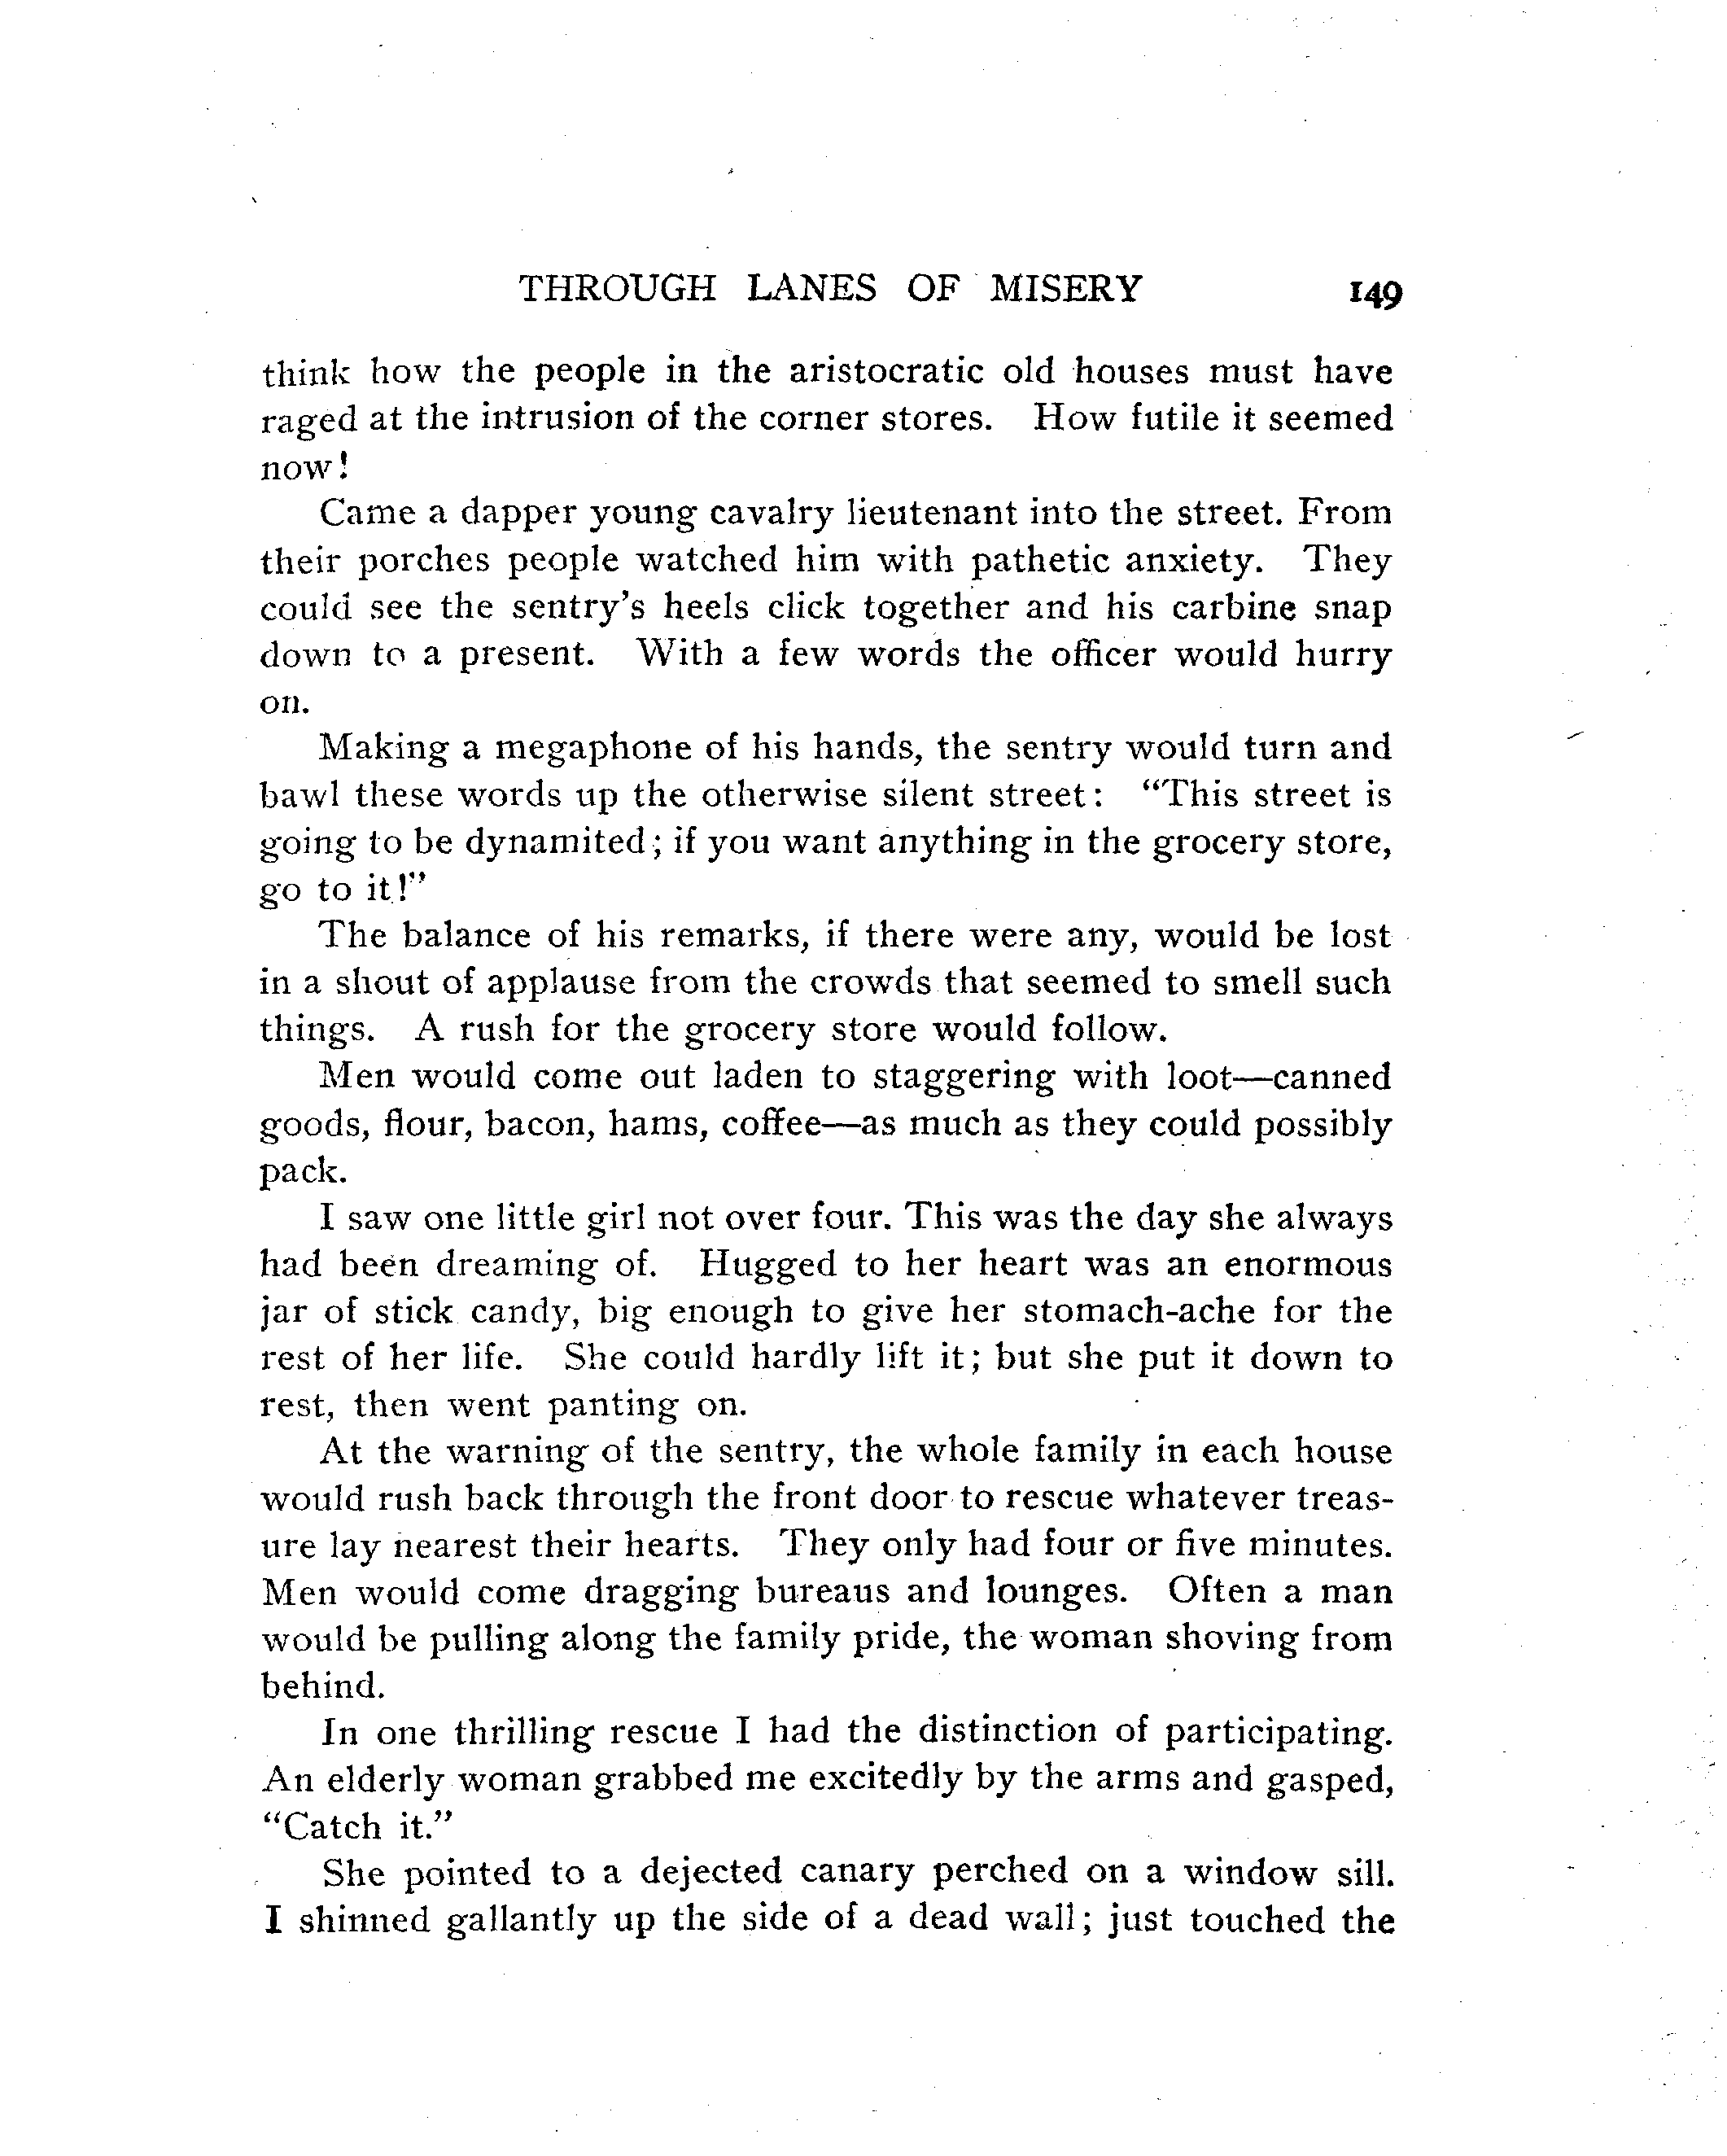 THROUGH LANES OF MISERY 149
think how the people in the aristocratic old houses must have
raged at the intrusion of the corner stores. How futile it seemed
now!
Came a dapper young cavalry lieutenant into the street. From
their porches people watched him with pathetic anxiety. They
could see the sentry's heels click together and his carbine snap
down to a present. With a few words the officer would hurry
on.
Making a megaphone of his hands, the sentry would turn and
bawl these words up the otherwise silent street: "This street is
going to be dynamited; if you want anything in the grocery store,
go to it!"
The balance of his remarks, if there were any, would be lost
in a shout of applause from the crowds that seemed to smell such
things. A rush for the grocery store would follow.
Men would come out laden to staggering with loot—canned
goods, flour, bacon, hams, coffee—as much as they could possibly
pack.
I saw one little girl not over four. This was the day she always
had been dreaming of. Hugged to her heart was an enormous
jar of stick candy, big enough to give her stomach-ache for the
rest of her life. She could hardly lift it; but she put it down to
rest, then went panting on.
At the warning of the sentry, the whole family in each house
would rush back through the front door to rescue whatever treas-
ure lay nearest their hearts. They only had four or five minutes.
Men would come dragging bureaus and lounges. Often a man
would be pulling along the family pride, the woman shoving from
behind.
In one thrilling rescue I had the distinction of participating.
An elderly woman grabbed me excitedly by the arms and gasped,
"Catch it."
She pointed to a dejected canary perched on a window sill.
I shinned gallantly up the side of a dead wall; just touched the